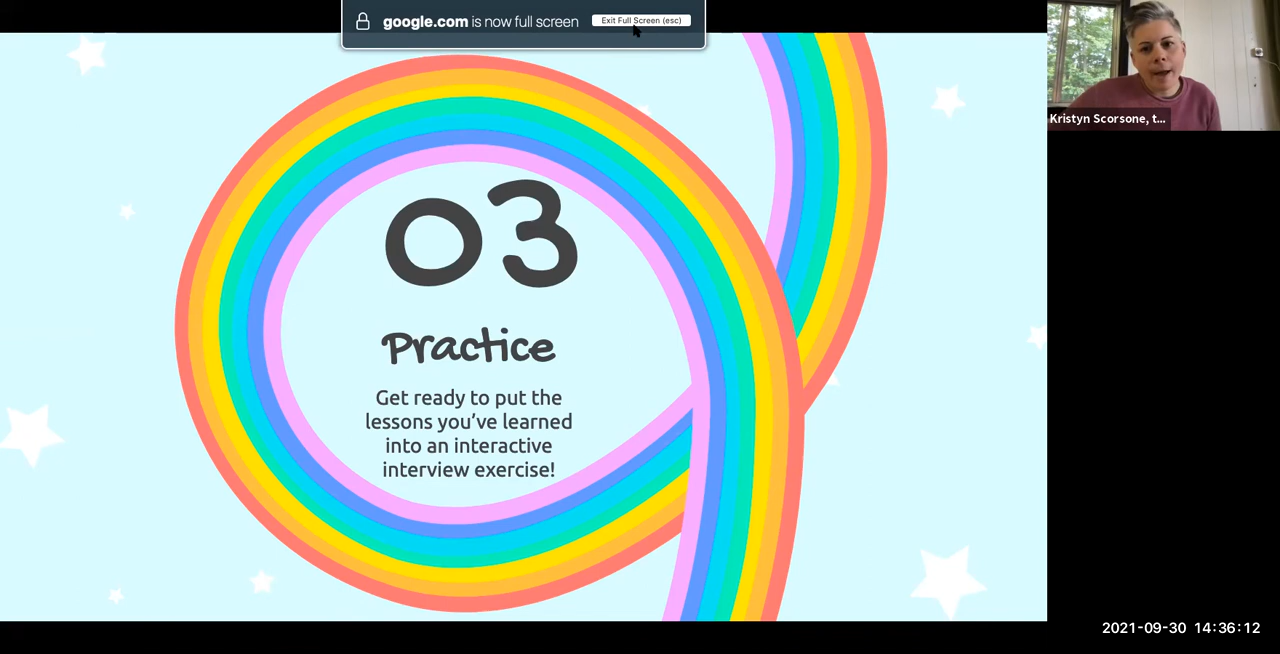 google.com is now full screen
Exit Full Screen (esc)
Kristyn Scorsone, t...
03
Practice
Get ready to put the
lessons you've learned
into an interactive
interview exercise!
2021-09-30 14:36:12